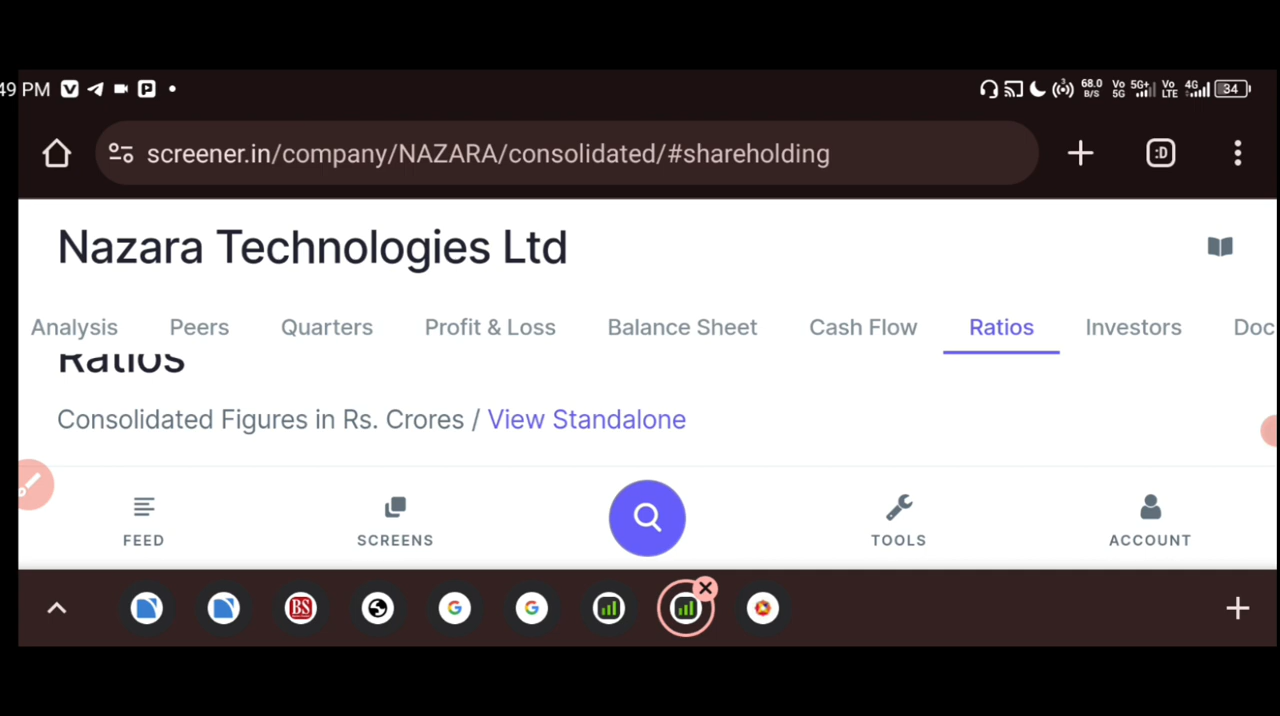 49 PM V P 68.0 B/S Vo 5G 5G+ Vo LTE 4G 34
screener.in/company/NAZARA/consolidated/#shareholding :D
Nazara Technologies Ltd
Analysis Peers Quarters Profit & Loss Balance Sheet Cash Flow Ratios Investors Doc
Ratios
Consolidated Figures in Rs. Crores / View Standalone
FEED SCREENS TOOLS ACCOUNT
BS G G